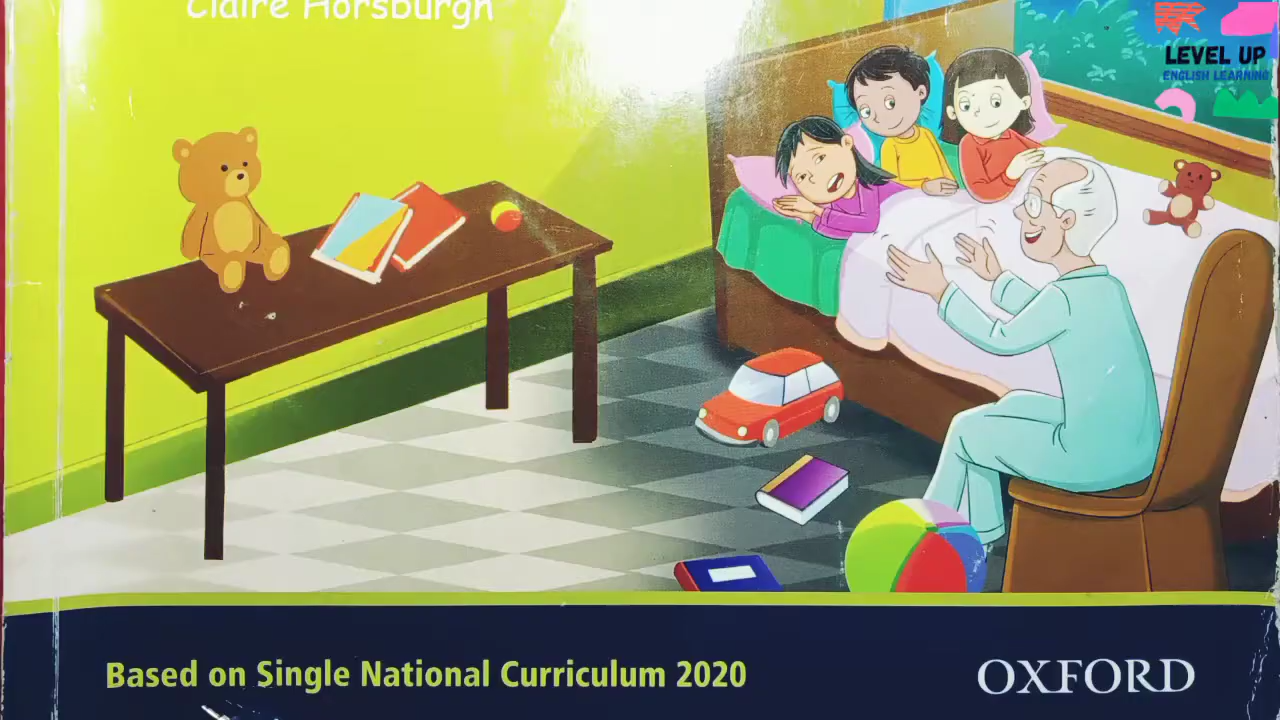 Claire Horsburgh
LEVEL UP
ENGLISH LEARNING
Based on Single National Curriculum 2020
OXFORD